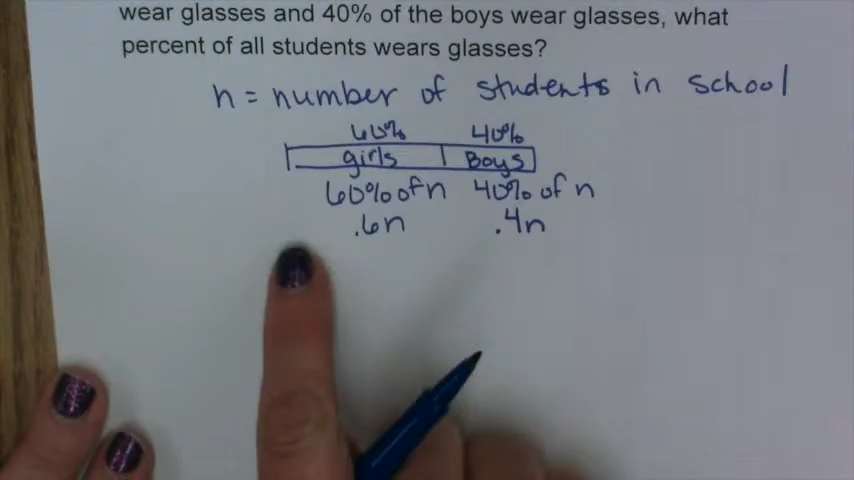 wear glasses and 40% of the boys wear glasses, what
percent of all students wears glasses?
n = number of students in school
60% 40%
girls Boys
60% of n 40% of n
.6n .4n